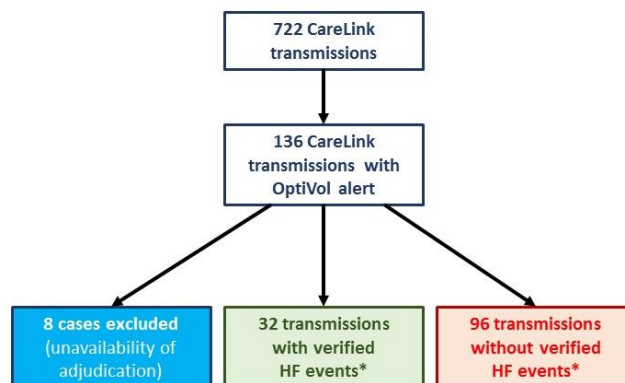 722 CareLink
transmissions
136 CareLink
transmissions with
OptiVol alert
8 cases excluded
(unavailability of
adjudication)
32 transmissions
with verified
HF events*
96 transmissions
without verified
HF events*